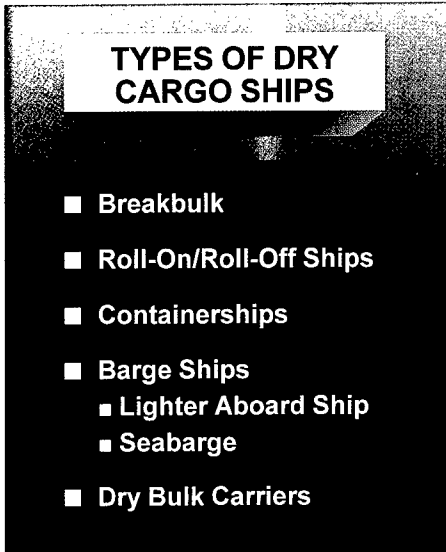 TYPES OF DRY
CARGO SHIPS
■ Breakbulk
■ Roll-On/Roll-Off Ships
■ Containerships
■ Barge Ships
■ Lighter Aboard Ship
■ Seabarge
■ Dry Bulk Carriers